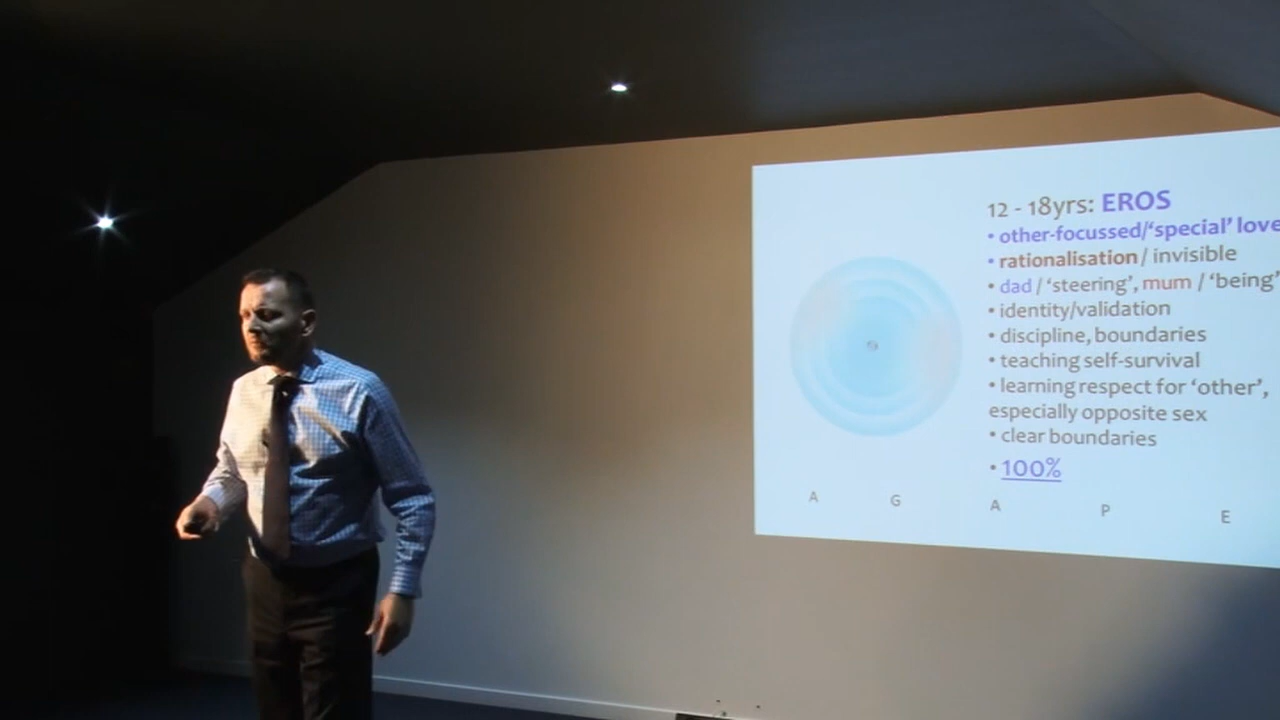 12 - 18yrs: EROS
• other-focussed/‘special’ love
• rationalisation / invisible
• dad / ‘steering’, mum / ‘being’
• identity/validation
• discipline, boundaries
• teaching self-survival
• learning respect for ‘other’,
especially opposite sex
• clear boundaries
• 100%
A G A P E